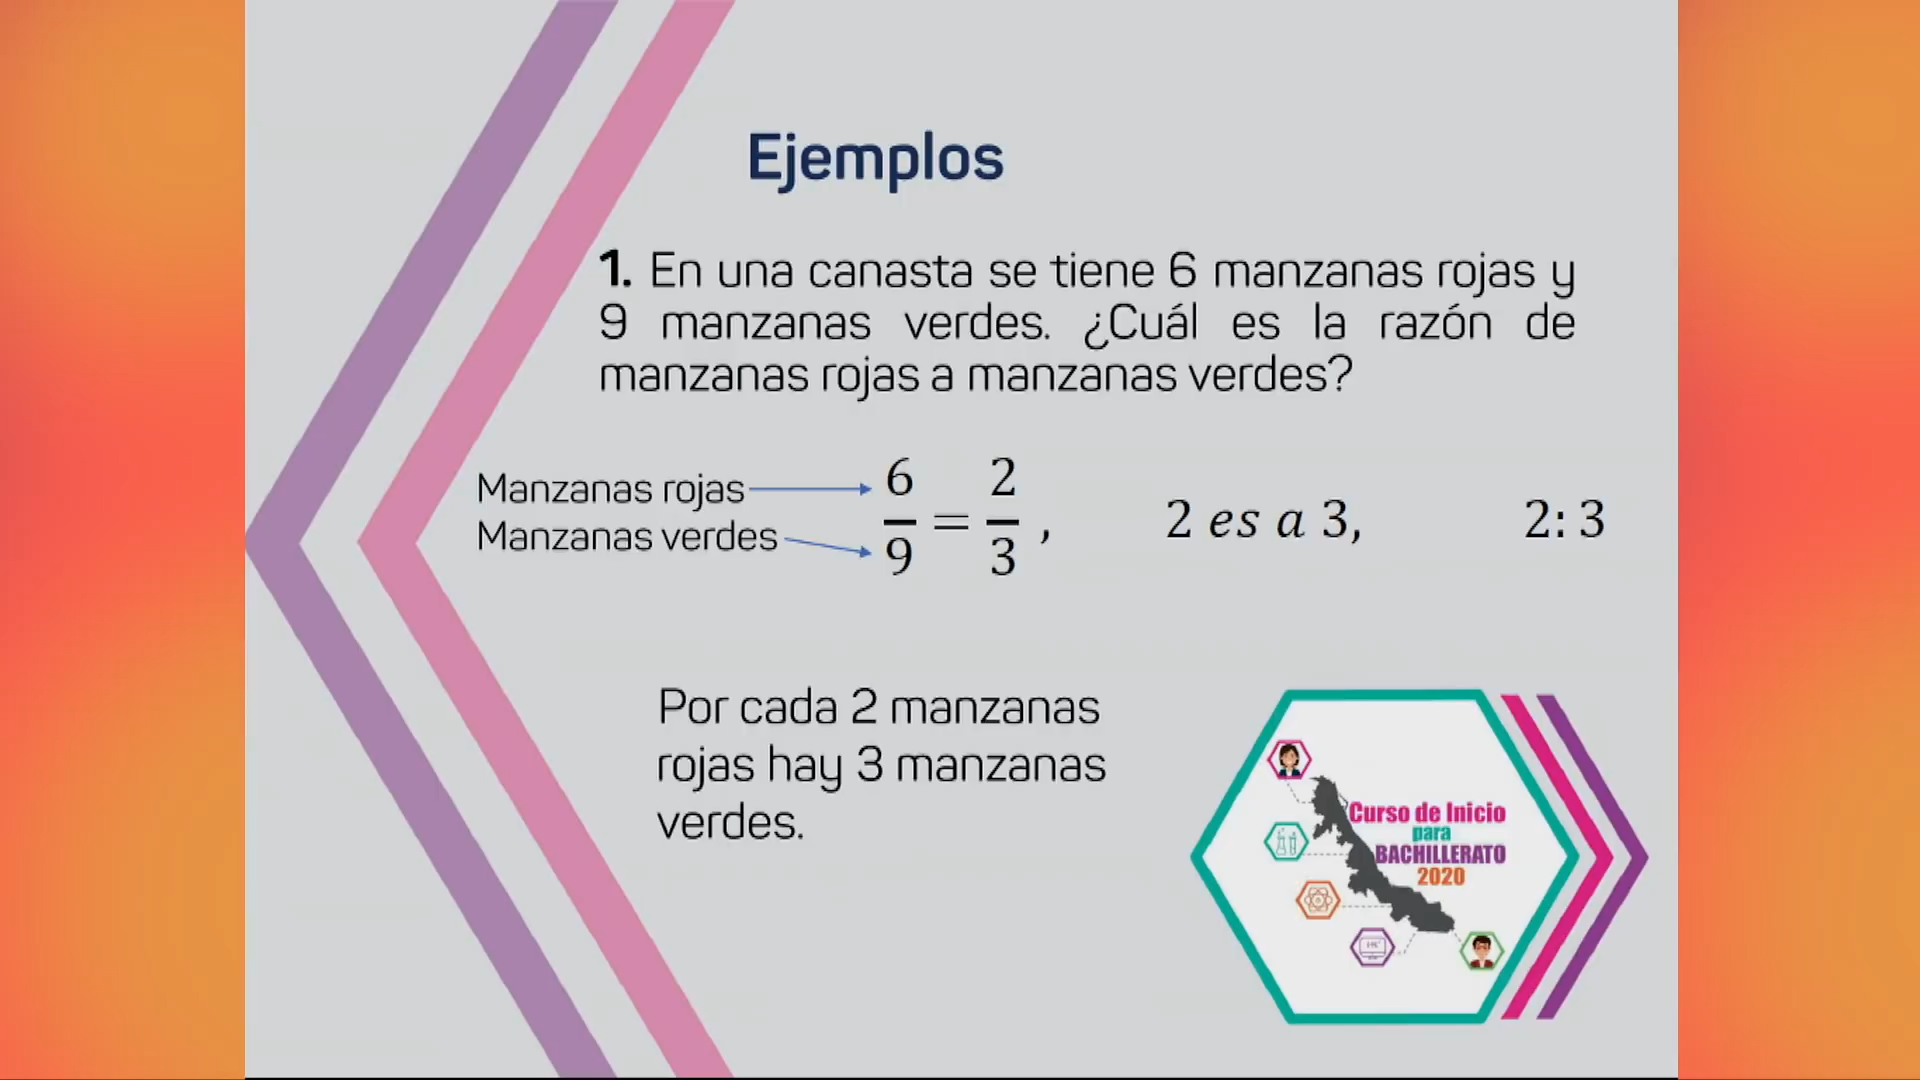 Ejemplos
1. En una canasta se tiene 6 manzanas rojas y
9 manzanas verdes. ¿Cuál es la razón de
manzanas rojas a manzanas verdes?
Manzanas rojas
Manzanas verdes
6/9 = 2/3 , 2 es a 3, 2: 3
Por cada 2 manzanas
rojas hay 3 manzanas
verdes.
Curso de Inicio
para
BACHILLERATO
2020